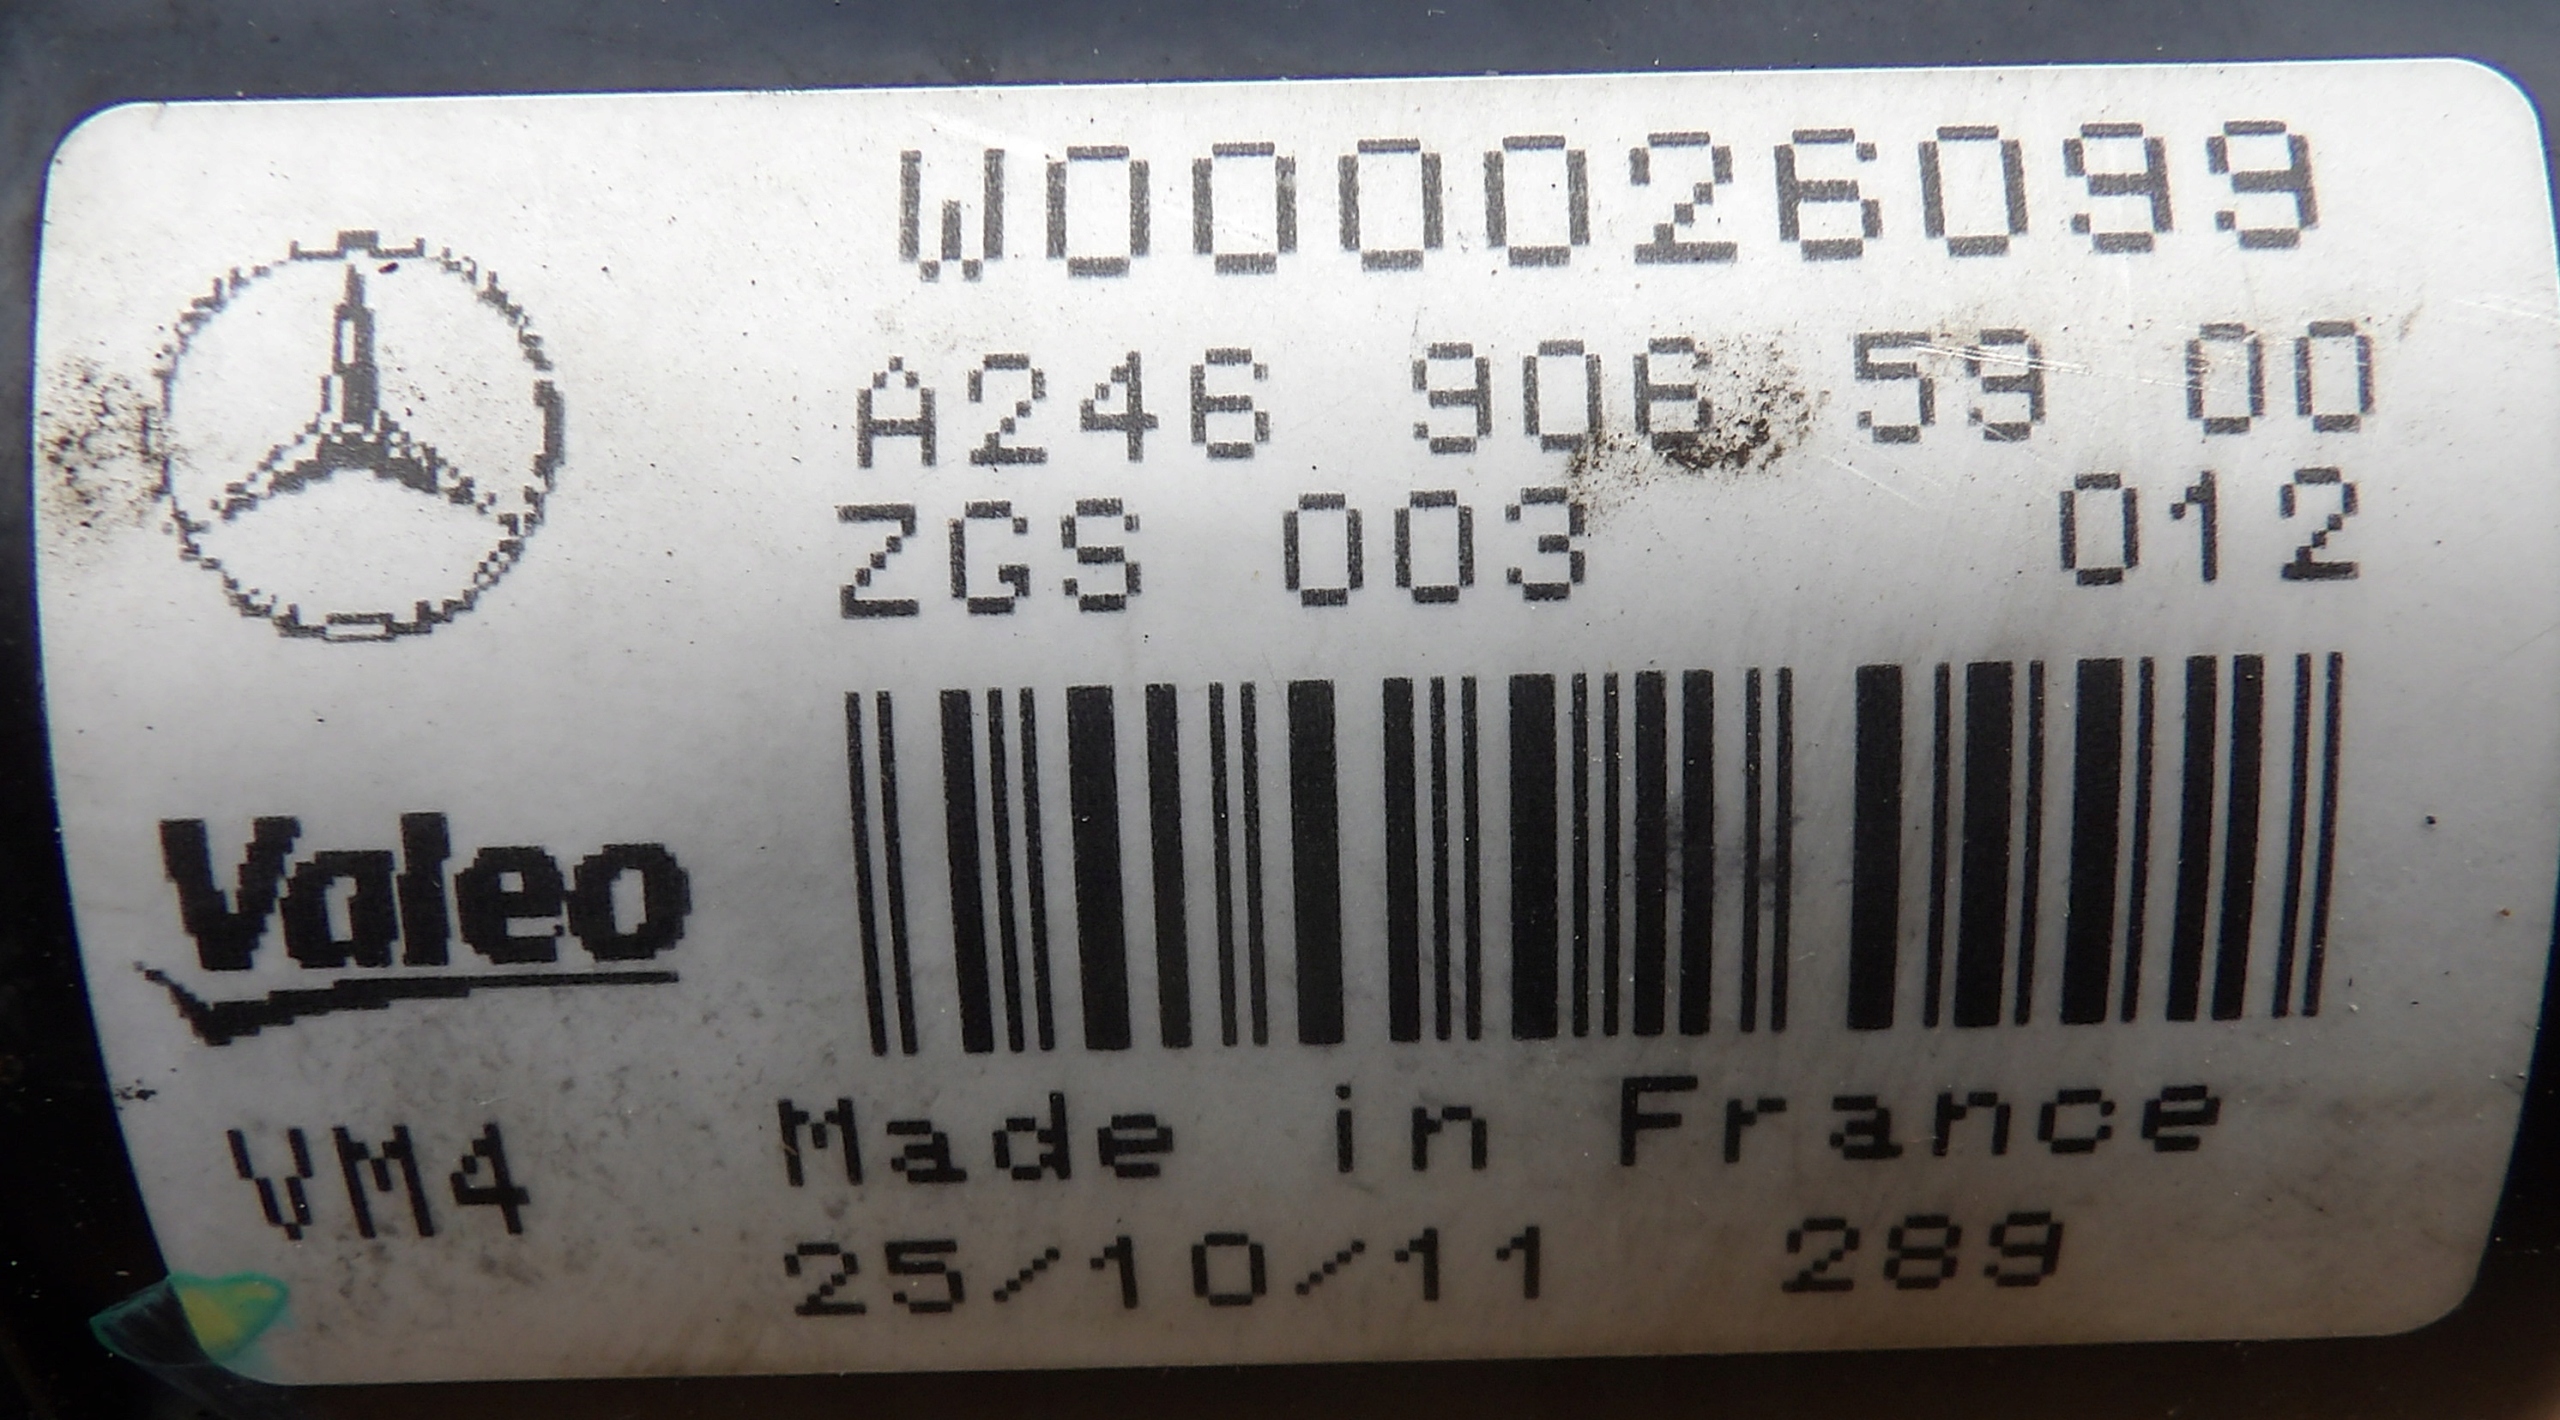 W000026099
A246 906 59 00
ZGS 003 012
Valeo
VM4
Made in France
25/10/11 289